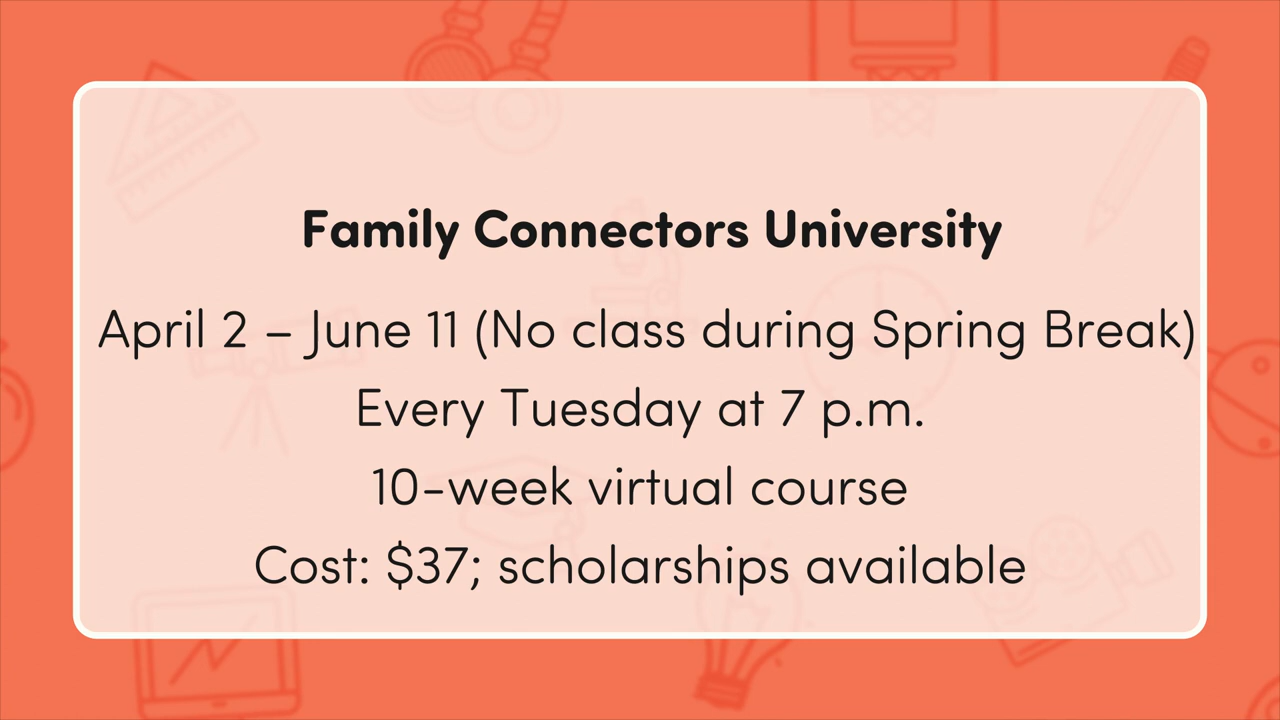 Family Connectors University
April 2 – June 11 (No class during Spring Break)
Every Tuesday at 7 p.m.
10-week virtual course
Cost: $37; scholarships available